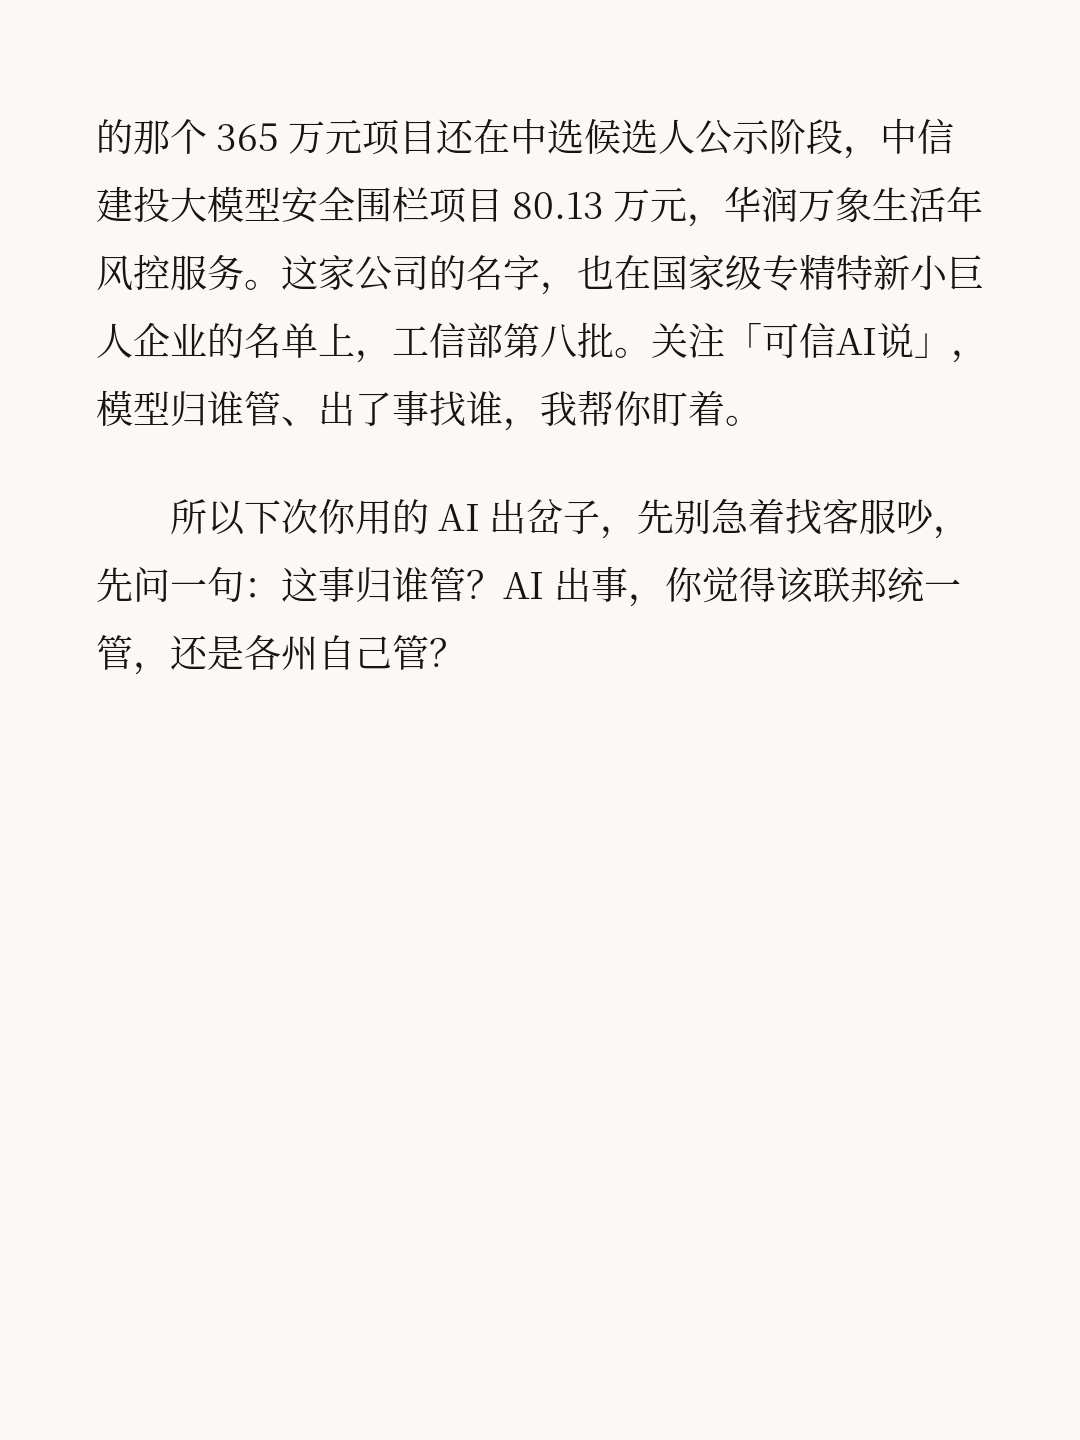 的那个 365 万元项目还在中选候选人公示阶段，中信
建投大模型安全围栏项目 80.13 万元，华润万象生活年
风控服务。这家公司的名字，也在国家级专精特新小巨
人企业的名单上，工信部第八批。关注「可信AI说」，
模型归谁管、出了事找谁，我帮你盯着。
所以下次你用的 AI 出岔子，先别急着找客服吵，
先问一句：这事归谁管？AI 出事，你觉得该联邦统一
管，还是各州自己管？